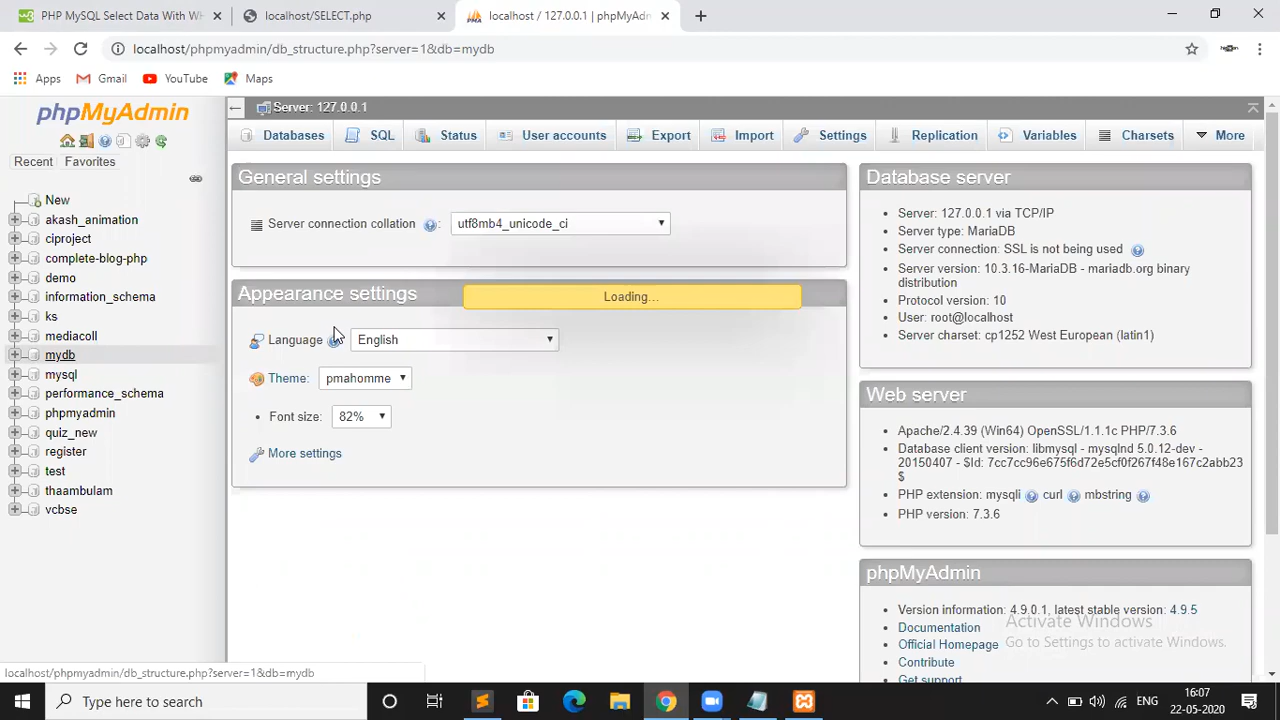 PHP MySQL Select Data With WH
localhost/SELECT.php
localhost / 127.0.0.1 | phpMyAdm
localhost/phpmyadmin/db_structure.php?server=1&db=mydb
Apps
Gmail
YouTube
Maps
phpMyAdmin
Recent
Favorites
New
akash_animation
ciproject
complete-blog-php
demo
information_schema
ks
mediacoll
mydb
mysql
performance_schema
phpmyadmin
quiz_new
register
test
thaambulam
vcbse
Server: 127.0.0.1
Databases
SQL
Status
User accounts
Export
Import
Settings
Replication
Variables
Charsets
More
General settings
Server connection collation : utf8mb4_unicode_ci
Appearance settings
Loading...
Language English
Theme: pmahomme
• Font size: 82%
More settings
Database server
• Server: 127.0.0.1 via TCP/IP
• Server type: MariaDB
• Server connection: SSL is not being used
• Server version: 10.3.16-MariaDB - mariadb.org binary
distribution
• Protocol version: 10
• User: root@localhost
• Server charset: cp1252 West European (latin1)
Web server
• Apache/2.4.39 (Win64) OpenSSL/1.1.1c PHP/7.3.6
• Database client version: libmysql - mysqlnd 5.0.12-dev -
20150407 - $Id: 7cc7cc96e675f6d72e5cf0f267f48e167c2abb23
$
• PHP extension: mysqli curl mbstring
• PHP version: 7.3.6
phpMyAdmin
• Version information: 4.9.0.1, latest stable version: 4.9.5
• Documentation
• Official Homepage
• Contribute
• Get support
Activate Windows
Go to Settings to activate Windows.
localhost/phpmyadmin/db_structure.php?server=1&db=mydb
Type here to search
ENG
16:07
22-05-2020